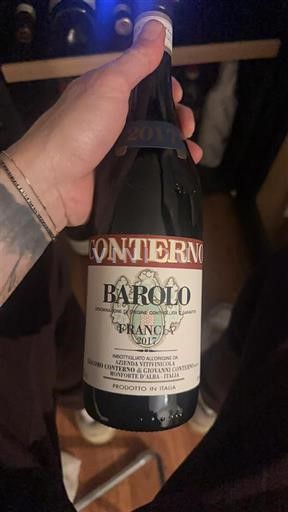 2017
CONTERNO
BAROLO
DENOMINAZIONE DI ORIGINE CONTROLLATA E GARANTITA
FRANCIA
2017
IMBOTTIGLIATO ALL'ORIGINE DA
AZIENDA VITIVINICOLA
GIACOMO CONTERNO di GIOVANNI CONTERNO
MONFORTE D'ALBA - ITALIA
PRODOTTO IN ITALIA